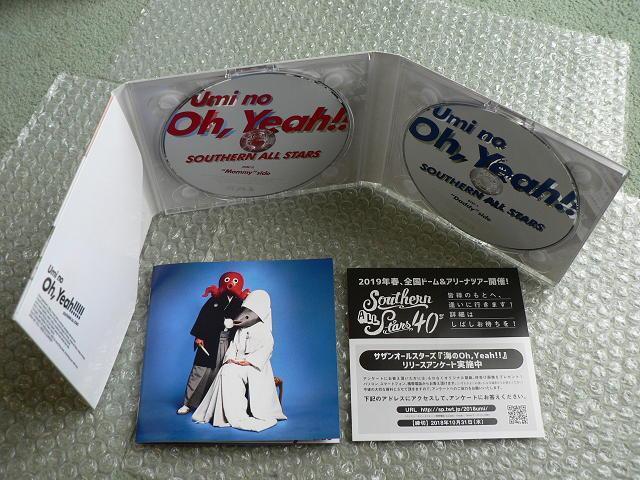 Umi no
Oh, Yeah!!
SOUTHERN ALL STARS
"Mommy" side
Umi no
Oh, Yeah!!
SOUTHERN ALL STARS
"Daddy" side
Umi no
Oh, Yeah!!!!!
2019年春、全国ドーム&アリーナツアー開催!
Southern
ALL
Stars 40th
皆様のもとへ、
逢いに行きます!
詳細は
しばしお待ちを!
サザンオールスターズ『海のOh, Yeah!!』
リリースアンケート実施中
下記のアドレスにアクセスして、アンケートにお答えください。
URL http://sp.twt.jp/2018umi/
【締切】2018年10月31日(水)